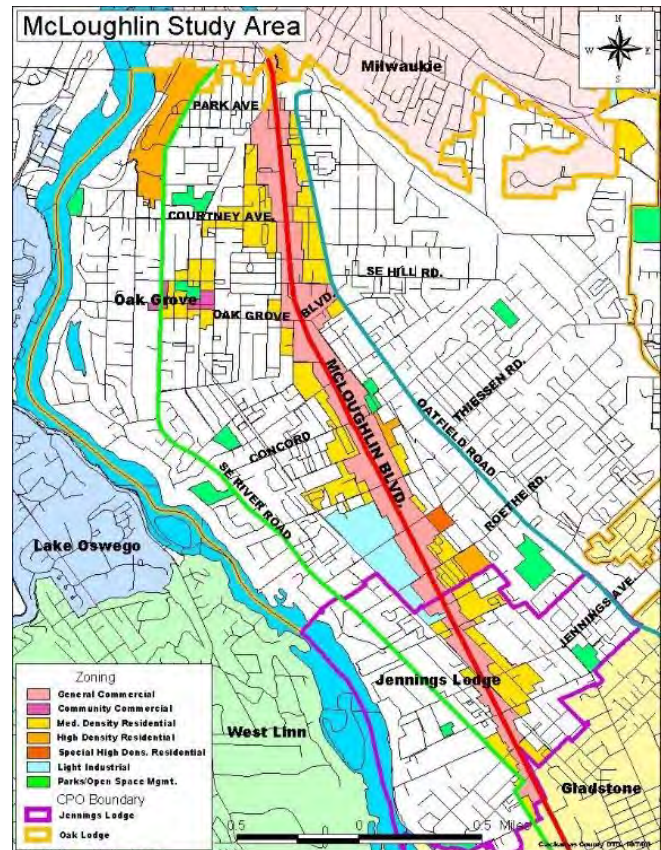 McLoughlin Study Area
N
W E
S
Milwaukie
PARK AVE
COURTNEY AVE.
SE HILL RD.
Oak Grove
OAK GROVE BLVD.
THIESSEN RD.
MCLOUGHLIN BLVD.
OATFIELD ROAD
CONCORD
SE RIVER ROAD
ROETHE RD.
Lake Oswego
JENNINGS AVE.
Jennings Lodge
West Linn
Gladstone
Zoning
General Commercial
Community Commercial
Med. Density Residential
High Density Residential
Special High Dens. Residential
Light Industrial
Parks/Open Space Mgmt.
CPO Boundary
Jennings Lodge
Oak Lodge
0.5 0 0.5 Miles